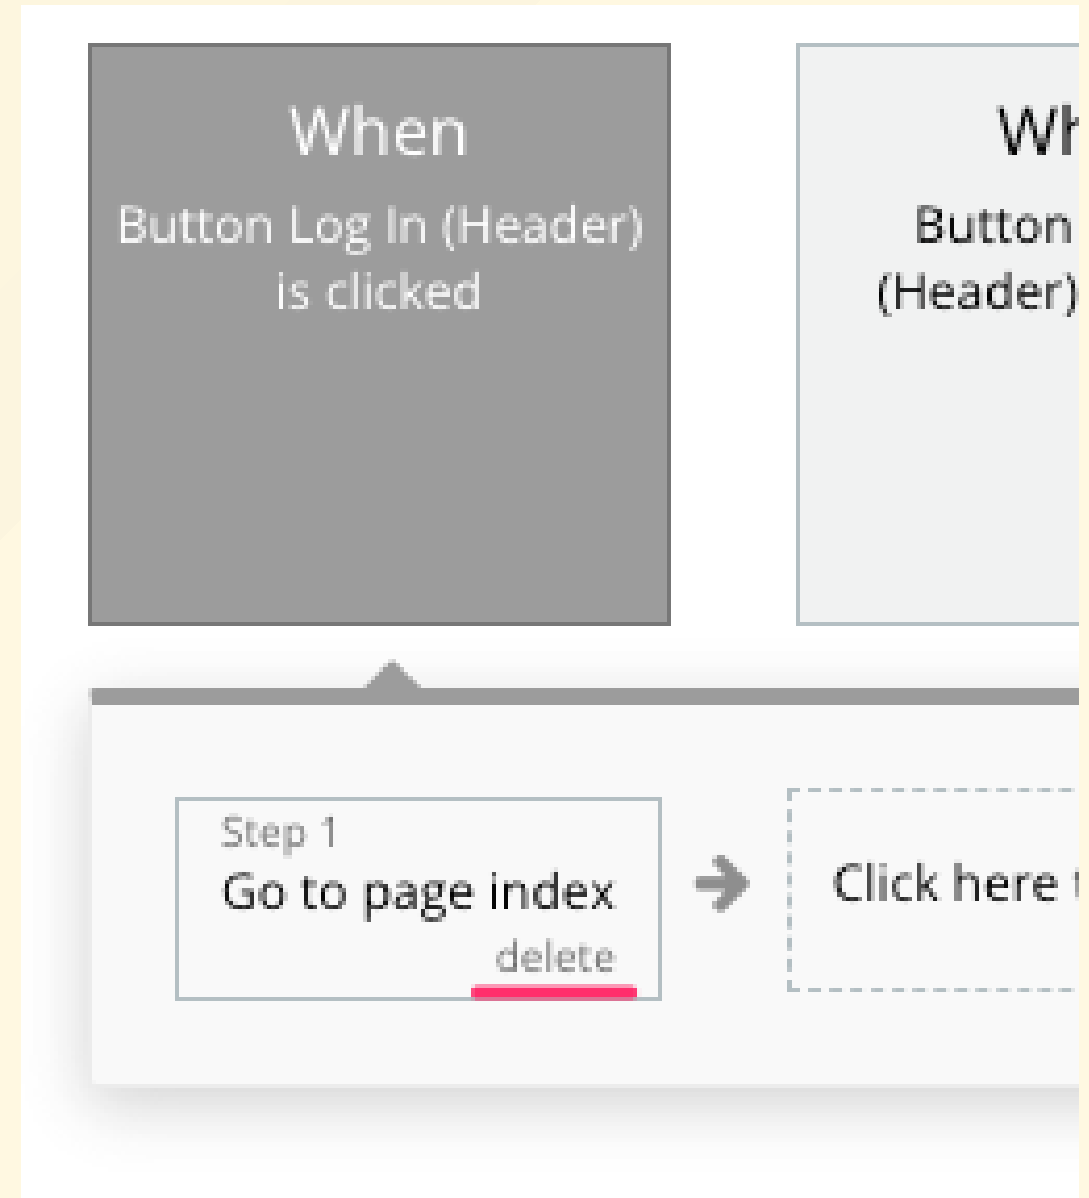 When
Button Log In (Header)
is clicked
Button
(Header)
Step 1
Go to page index
delete
Click here